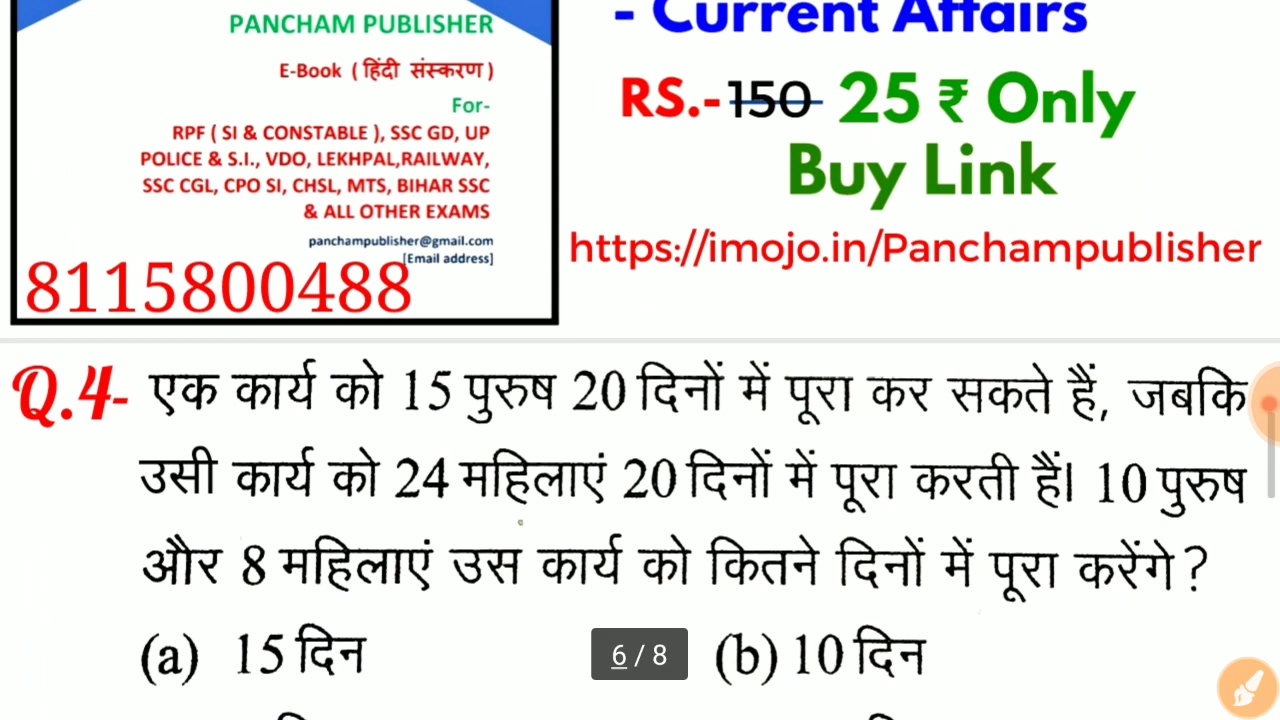 PANCHAM PUBLISHER
E-Book ( हिंदी संस्करण )
For-
RPF ( SI & CONSTABLE ), SSC GD, UP
POLICE & S.I., VDO, LEKHPAL,RAILWAY,
SSC CGL, CPO SI, CHSL, MTS, BIHAR SSC
& ALL OTHER EXAMS
panchampublisher@gmail.com
[Email address]
8115800488
- Current Affairs
RS.- 150 25 ₹ Only
Buy Link
https://imojo.in/Panchampublisher
Q.4- एक कार्य को 15 पुरुष 20 दिनों में पूरा कर सकते हैं, जबकि
उसी कार्य को 24 महिलाएं 20 दिनों में पूरा करती हैं। 10 पुरुष
और 8 महिलाएं उस कार्य को कितने दिनों में पूरा करेंगे?
(a) 15 दिन (b) 10 दिन
6 / 8